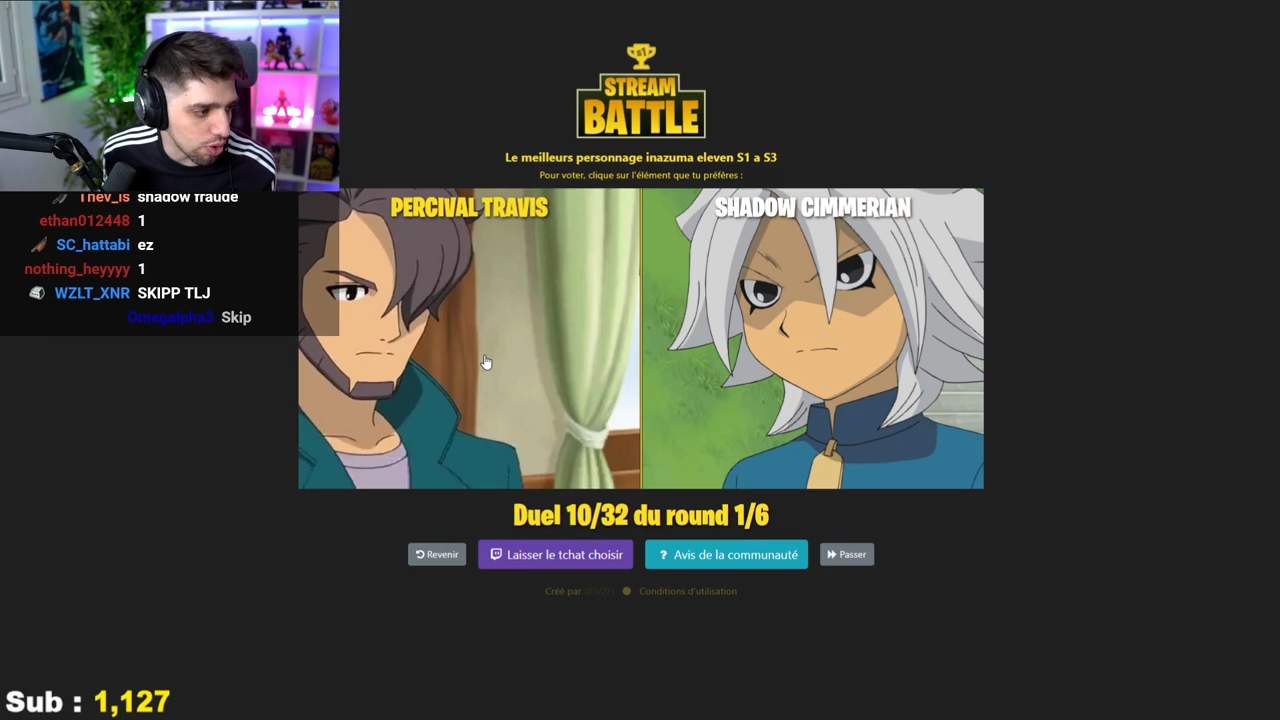 #1
STREAM
BATTLE
Le meilleurs personnage inazuma eleven S1 a S3
Pour voter, clique sur l'élément que tu préfères :
PERCIVAL TRAVIS
SHADOW CIMMERIAN
Thev_is shadow fraude
ethan012448 1
SC_hattabi ez
nothing_heyyyy 1
WZLT_XNR SKIPP TLJ
Omegalpha3 Skip
Duel 10/32 du round 1/6
Revenir
Laisser le tchat choisir
? Avis de la communauté
Passer
Créé par
Conditions d'utilisation
Sub : 1,127